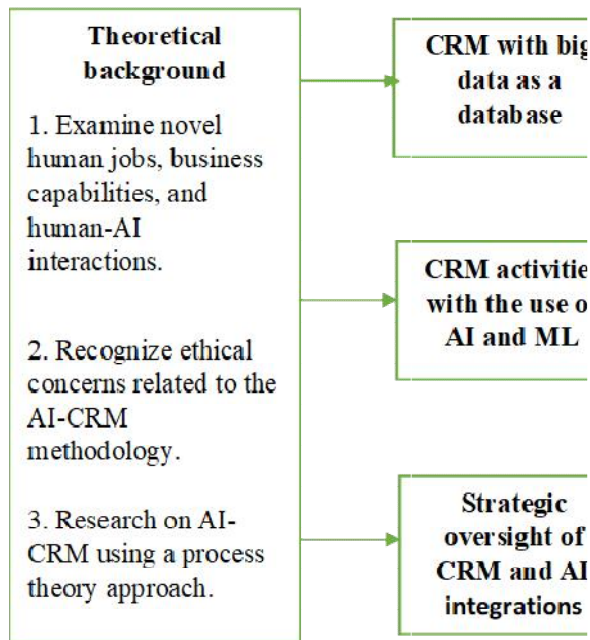 Theoretical
background
1. Examine novel
human jobs, business
capabilities, and
human-AI
interactions.
2. Recognize ethical
concerns related to the
AI-CRM
methodology.
3. Research on AI-
CRM using a process
theory approach.
CRM with big
data as a
database
CRM activitie
with the use o
AI and ML
Strategic
oversight of
CRM and AI
integrations